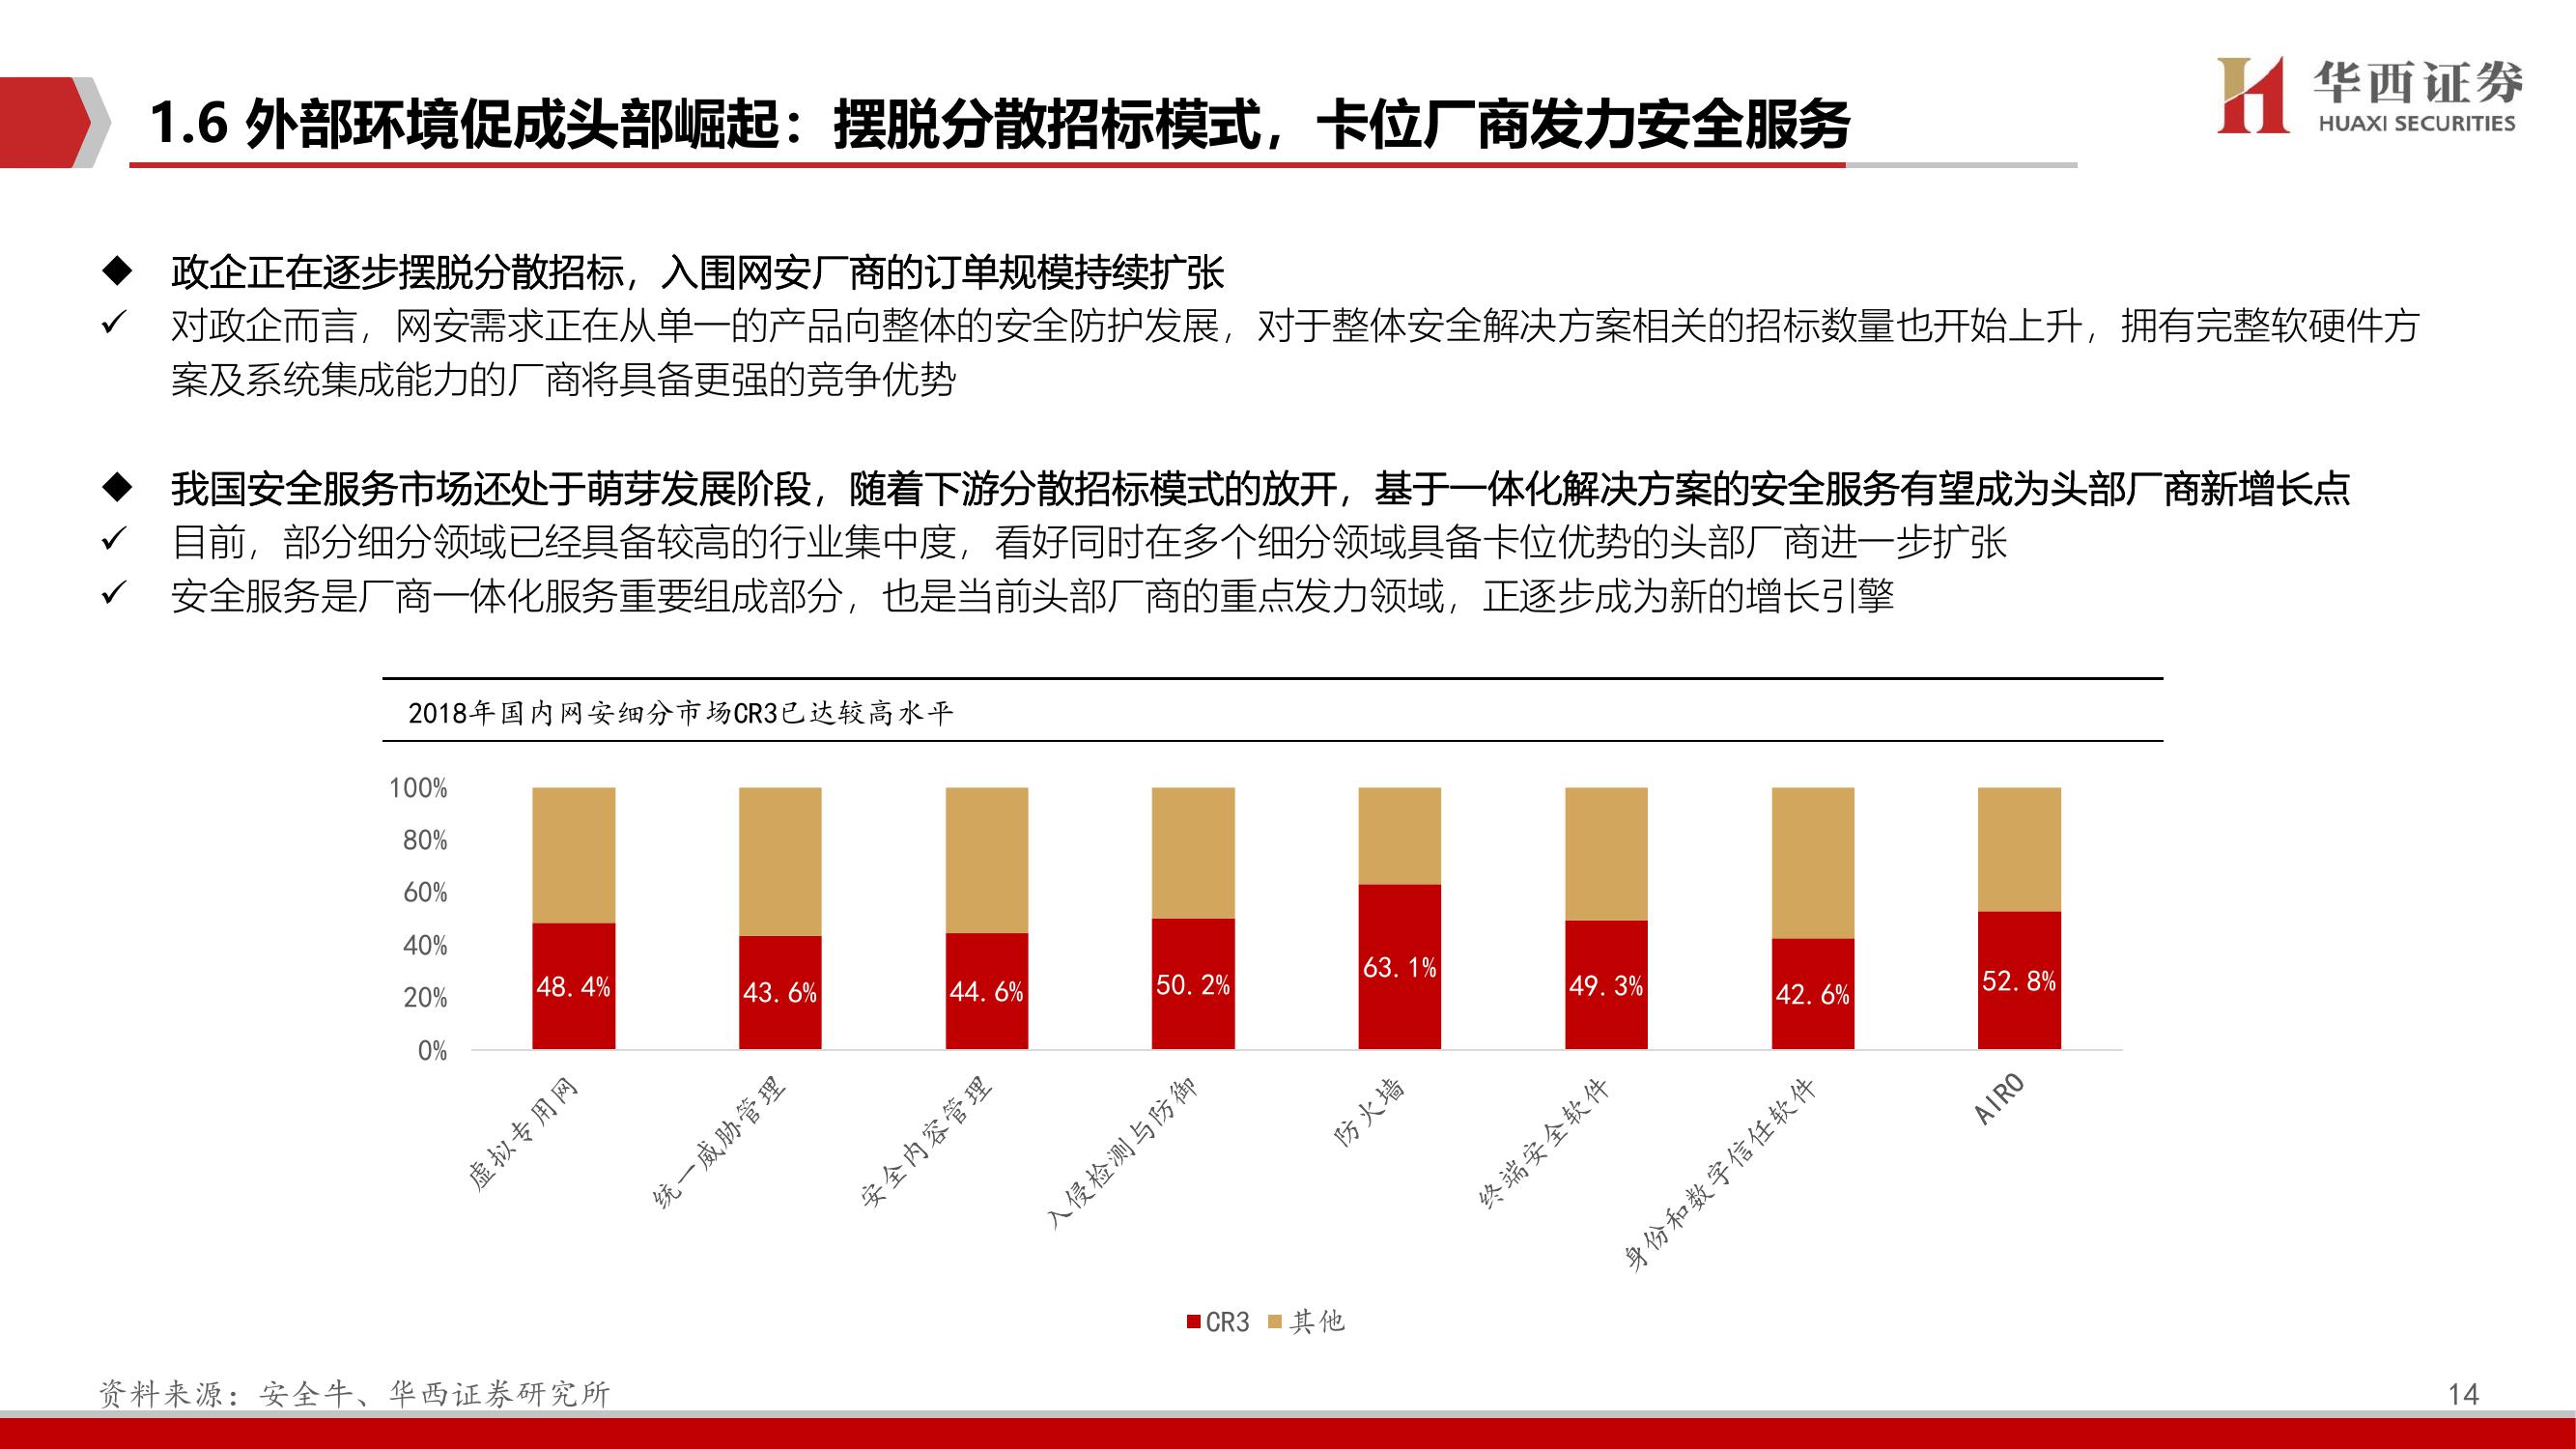 1.6 外部环境促成头部崛起：摆脱分散招标模式，卡位厂商发力安全服务
华西证券
HUAXI SECURITIES
◆ 政企正在逐步摆脱分散招标，入围网安厂商的订单规模持续扩张
✓ 对政企而言，网安需求正在从单一的产品向整体的安全防护发展，对于整体安全解决方案相关的招标数量也开始上升，拥有完整软硬件方
案及系统集成能力的厂商将具备更强的竞争优势
◆ 我国安全服务市场还处于萌芽发展阶段，随着下游分散招标模式的放开，基于一体化解决方案的安全服务有望成为头部厂商新增长点
✓ 目前，部分细分领域已经具备较高的行业集中度，看好同时在多个细分领域具备卡位优势的头部厂商进一步扩张
✓ 安全服务是厂商一体化服务重要组成部分，也是当前头部厂商的重点发力领域，正逐步成为新的增长引擎
2018年国内网安细分市场CR3已达较高水平
100%
80%
60%
40%
20%
0%
48.4%
43.6%
44.6%
50.2%
63.1%
49.3%
42.6%
52.8%
虚拟专用网
统一威胁管理
安全内容管理
入侵检测与防御
防火墙
终端安全软件
身份和数字信任软件
AIRO
CR3 其他
资料来源：安全牛、华西证券研究所
14